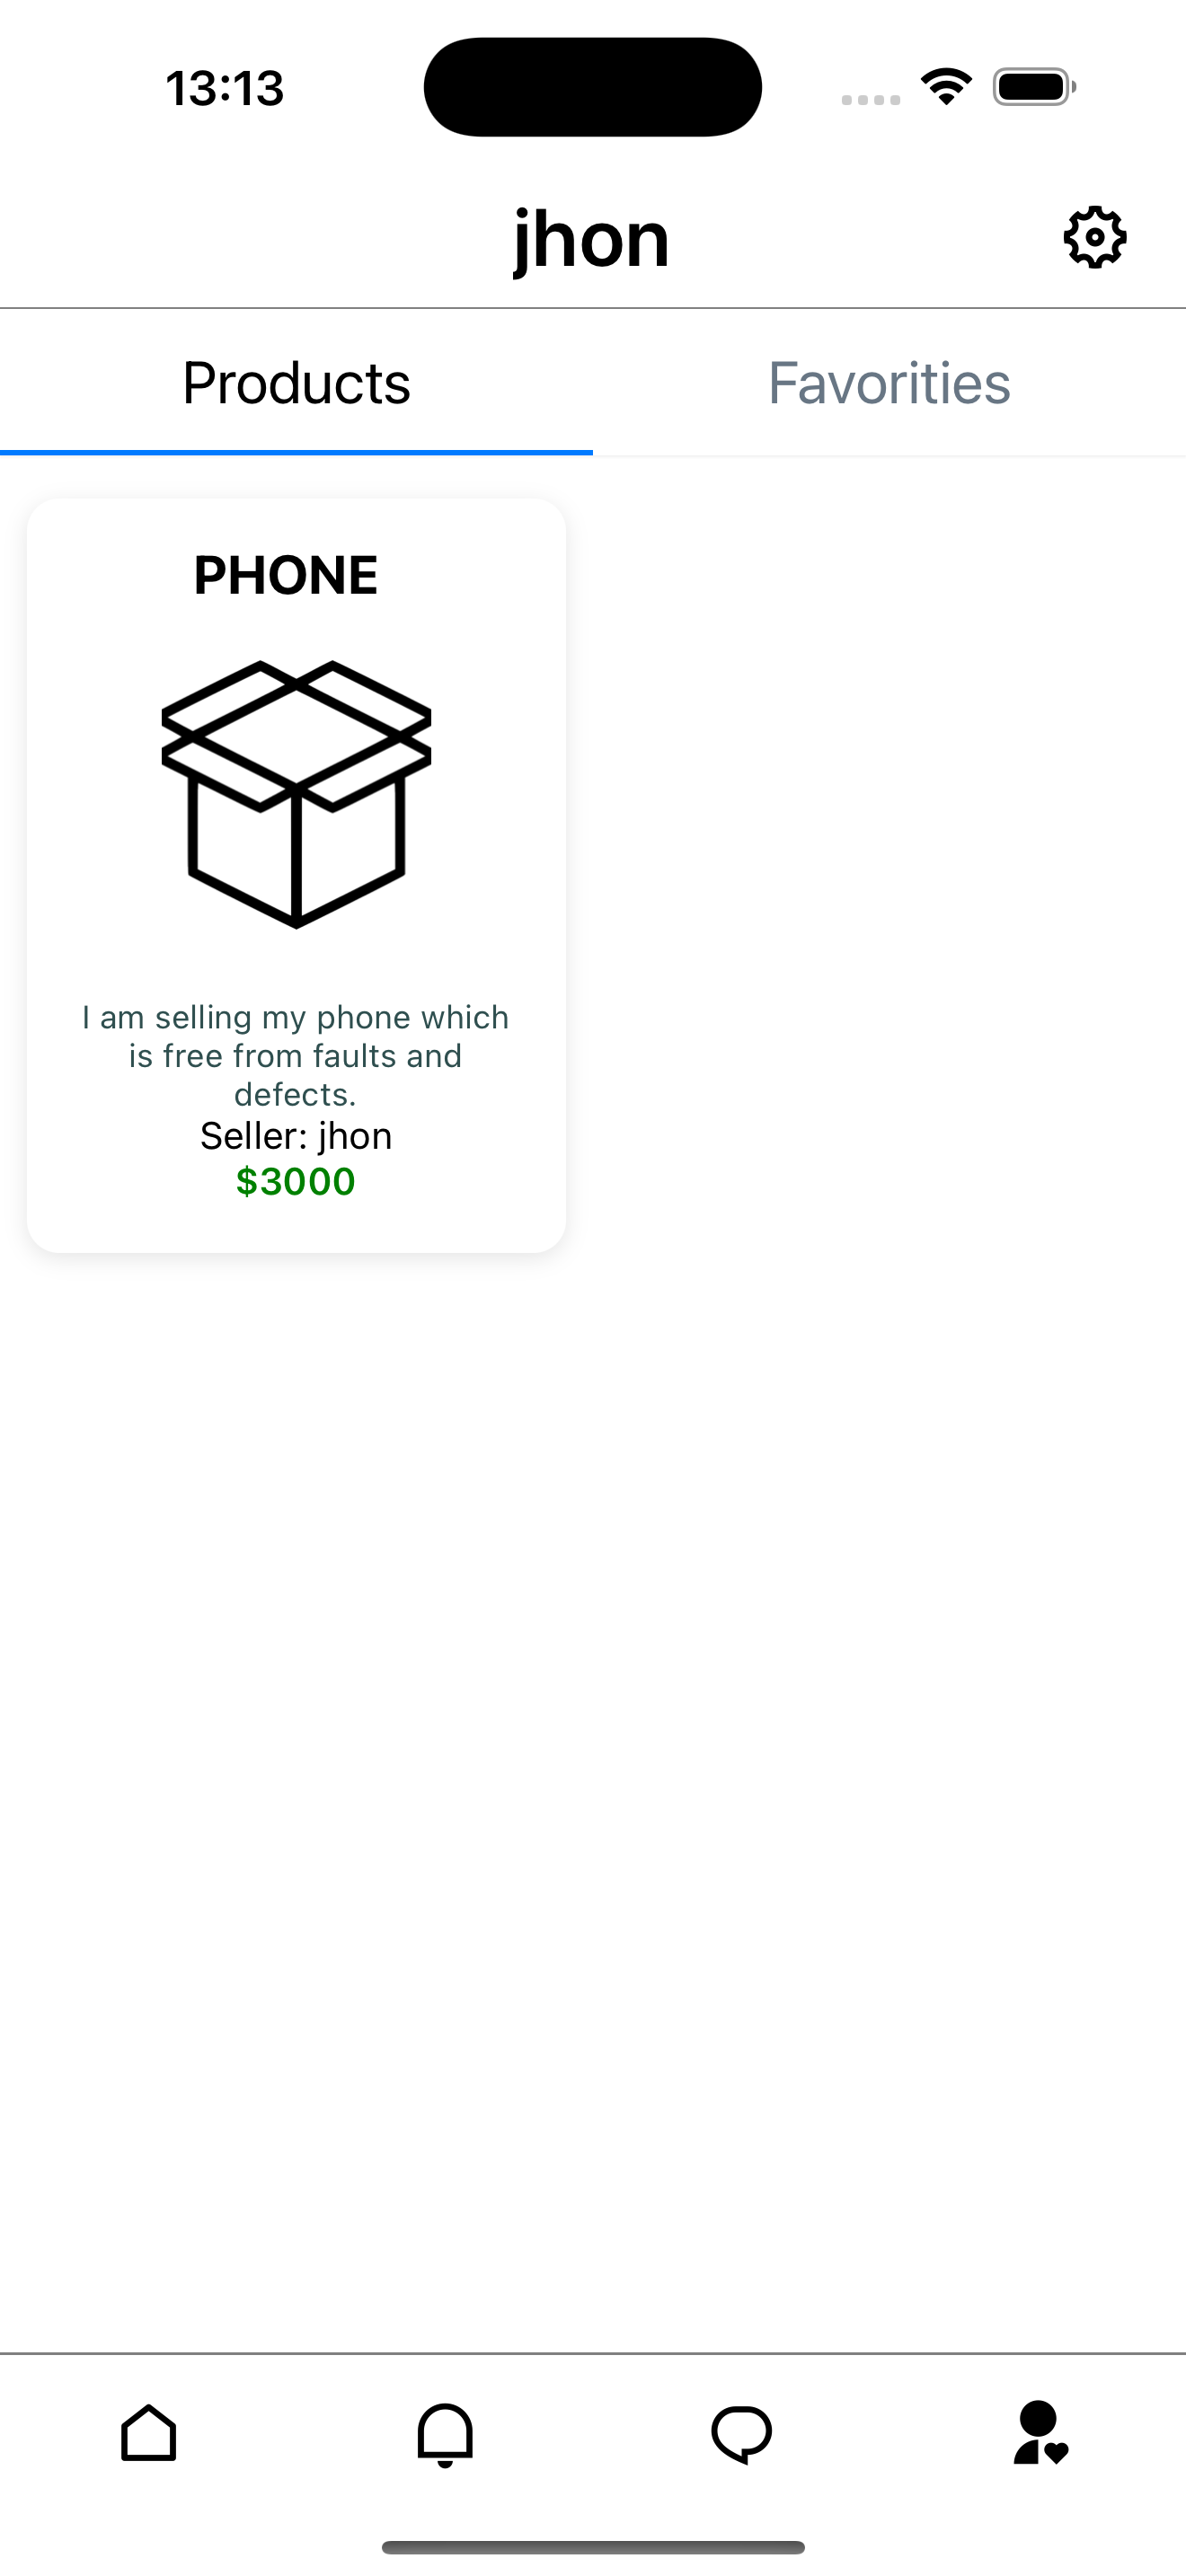 13:13
jhon
Products
Favorities
PHONE
I am selling my phone which
is free from faults and
defects.
Seller: jhon
$3000